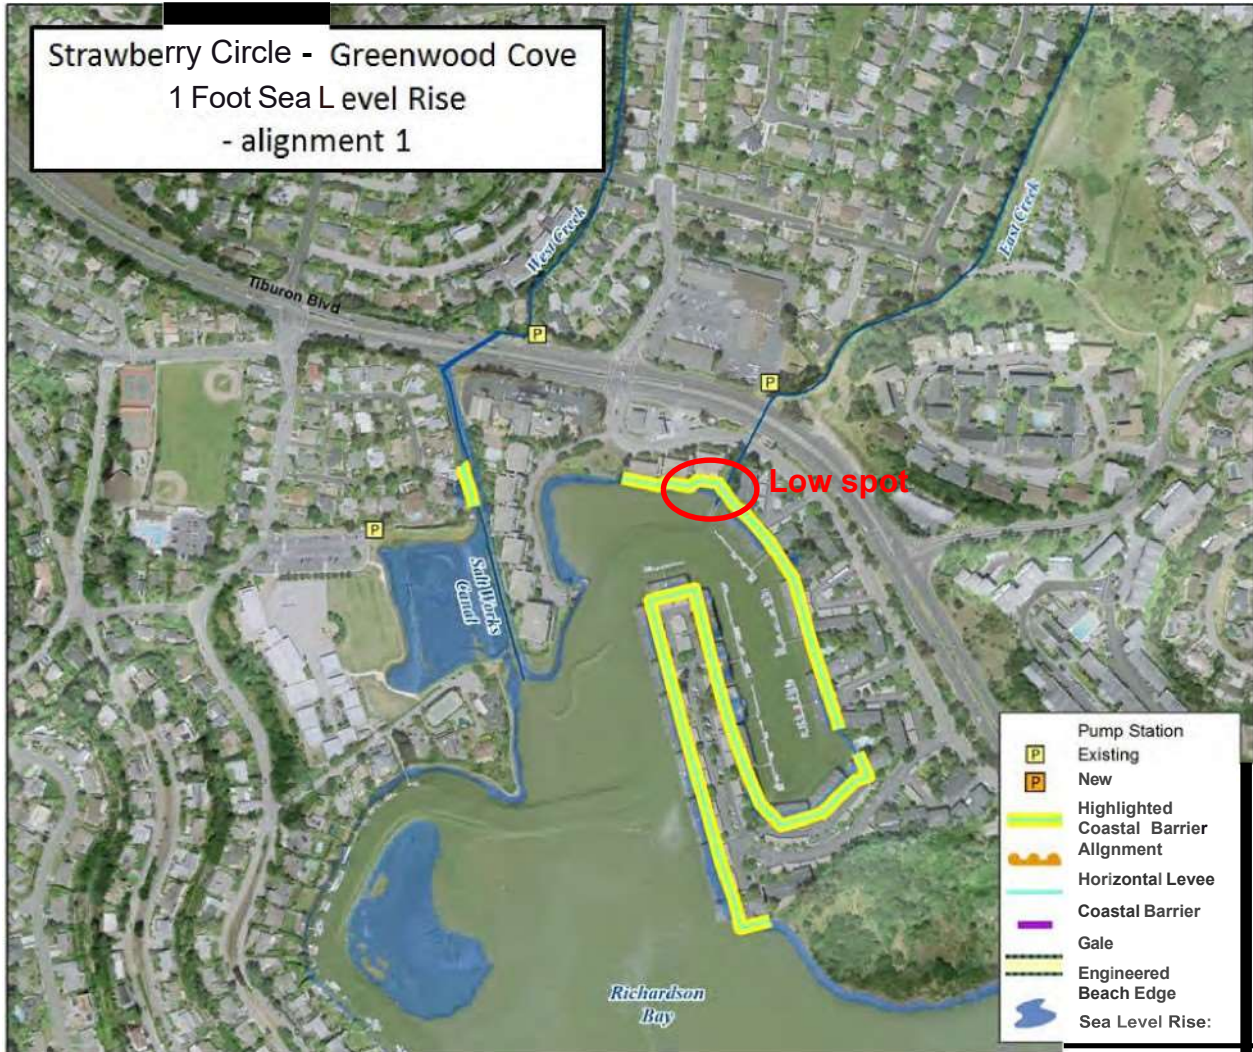 Strawberry Circle - Greenwood Cove
1 Foot Sea Level Rise
- alignment 1
West Creek
East Creek
Tiburon Blvd
P
P
Low spot
P
Salt Works
Canal
Richardson
Bay
Pump Station
P Existing
P New
Highlighted
Coastal Barrier
Allgnment
Horizontal Levee
Coastal Barrier
Gale
Engineered
Beach Edge
Sea Level Rise: